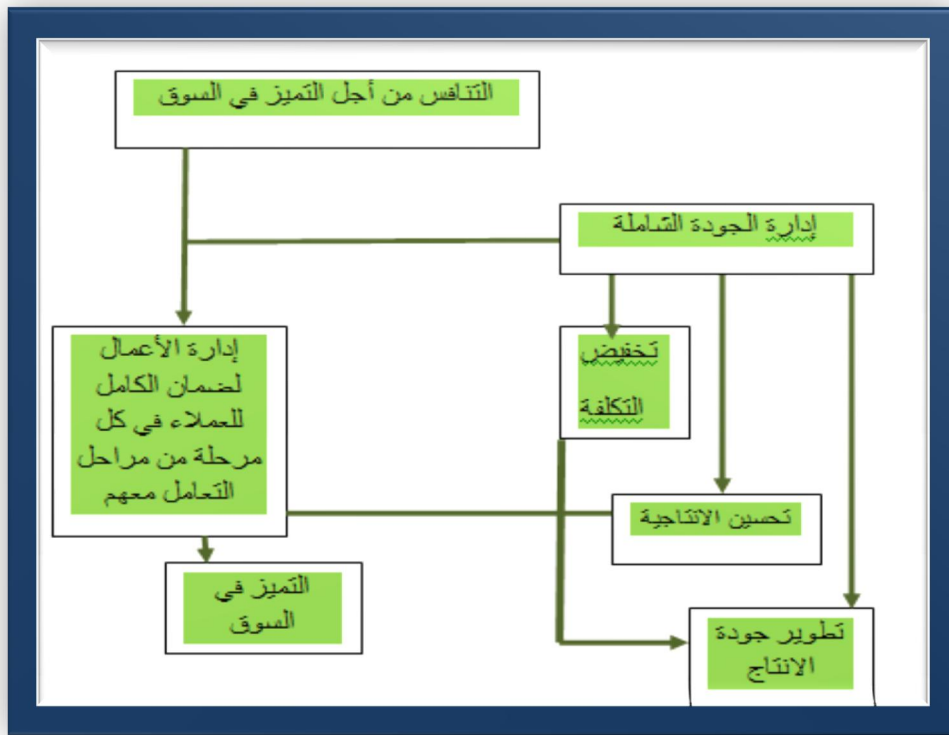 التنافس من أجل التميز في السوق
إدارة الجودة الشاملة
إدارة الأعمال
لضمان الكامل
للعملاء في كل
مرحلة من مراحل
التعامل معهم
تخفيض
التكلفة
تحسين الانتاجية
التميز في
السوق
تطوير جودة
الانتاج